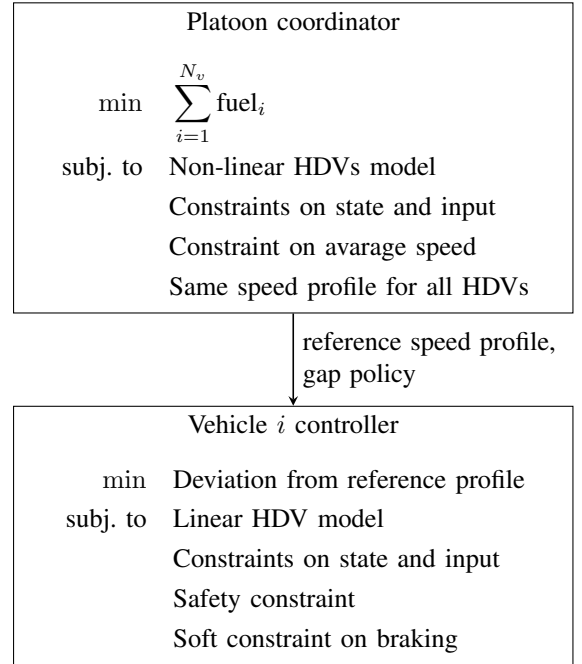 Platoon coordinator
min $\sum_{i=1}^{N_v} \text{fuel}_i$
subj. to Non-linear HDVs model
Constraints on state and input
Constraint on avarage speed
Same speed profile for all HDVs
reference speed profile,
gap policy
Vehicle $i$ controller
min Deviation from reference profile
subj. to Linear HDV model
Constraints on state and input
Safety constraint
Soft constraint on braking